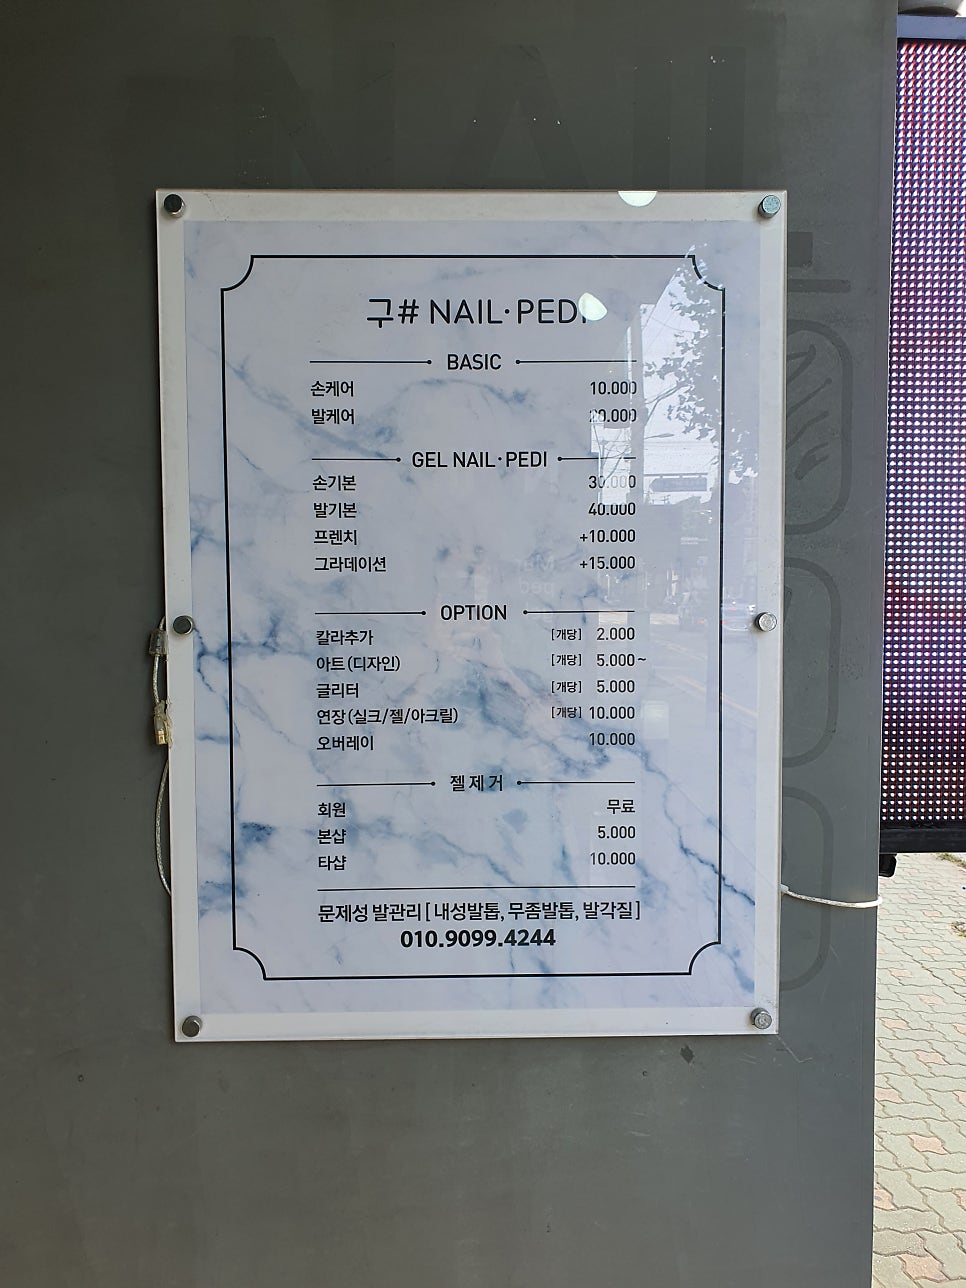 구# NAIL·PEDI
BASIC
손케어 10.000
발케어 20.000
GEL NAIL·PEDI
손기본 30.000
발기본 40.000
프렌치 +10.000
그라데이션 +15.000
OPTION
칼라추가 [개당] 2.000
아트(디자인) [개당] 5.000~
글리터 [개당] 5.000
연장(실크/젤/아크릴) [개당] 10.000
오버레이 10.000
젤제거
회원 무료
본샵 5.000
타샵 10.000
문제성 발관리 [ 내성발톱, 무좀발톱, 발각질 ]
010.9099.4244